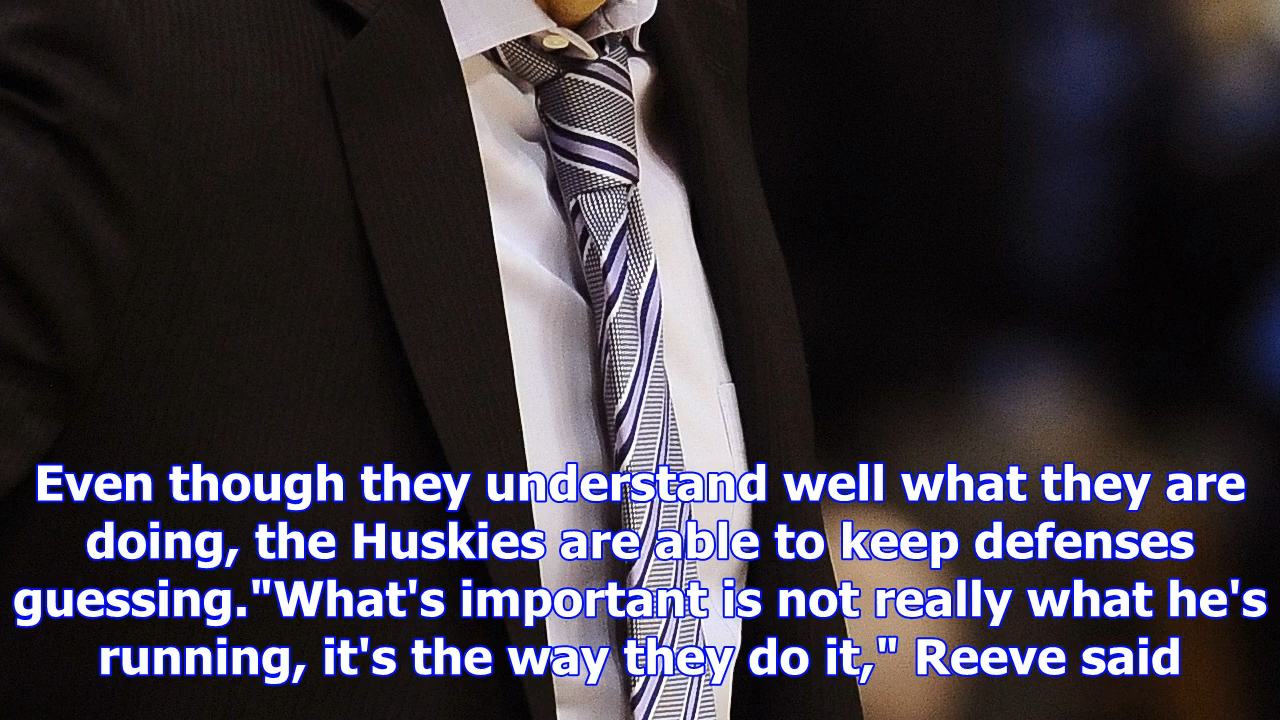 Even though they understand well what they are
doing, the Huskies are able to keep defenses
guessing."What's important is not really what he's
running, it's the way they do it," Reeve said